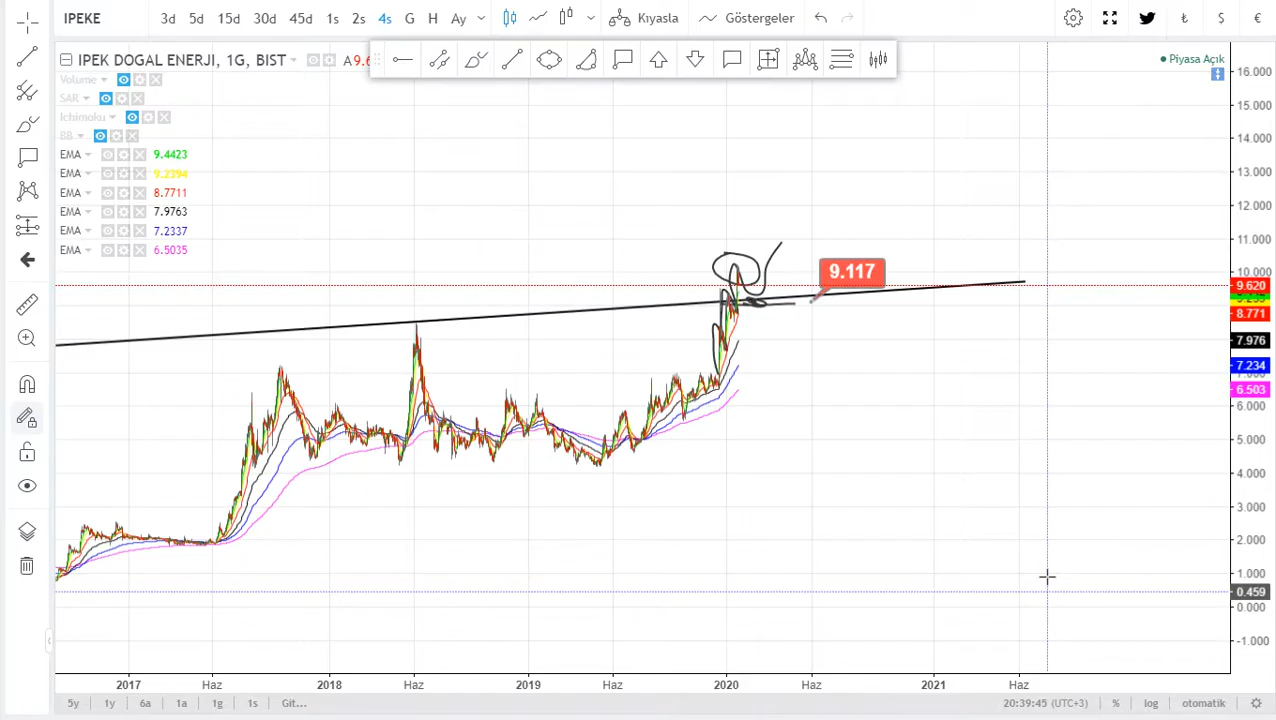 IPEKE 3d 5d 15d 30d 45d 1s 2s 4s G H Ay Kıyasla Göstergeler ₺ $ €
IPEK DOGAL ENERJI, 1G, BIST A9.6
Piyasa Açık
Volume
SAR
Ichimoku
BB
EMA 9.4423
EMA 9.2394
EMA 8.7711
EMA 7.9763
EMA 7.2337
EMA 6.5035
9.117
16.000
15.000
14.000
13.000
12.000
11.000
10.000
9.620
8.771
7.976
7.234
6.503
6.000
5.000
4.000
3.000
2.000
1.000
0.459
0.000
-1.000
2017 Haz 2018 Haz 2019 Haz 2020 Haz 2021 Haz
5y 1y 6a 1a 1g 1s Git... 20:39:45 (UTC+3) % log otomatik